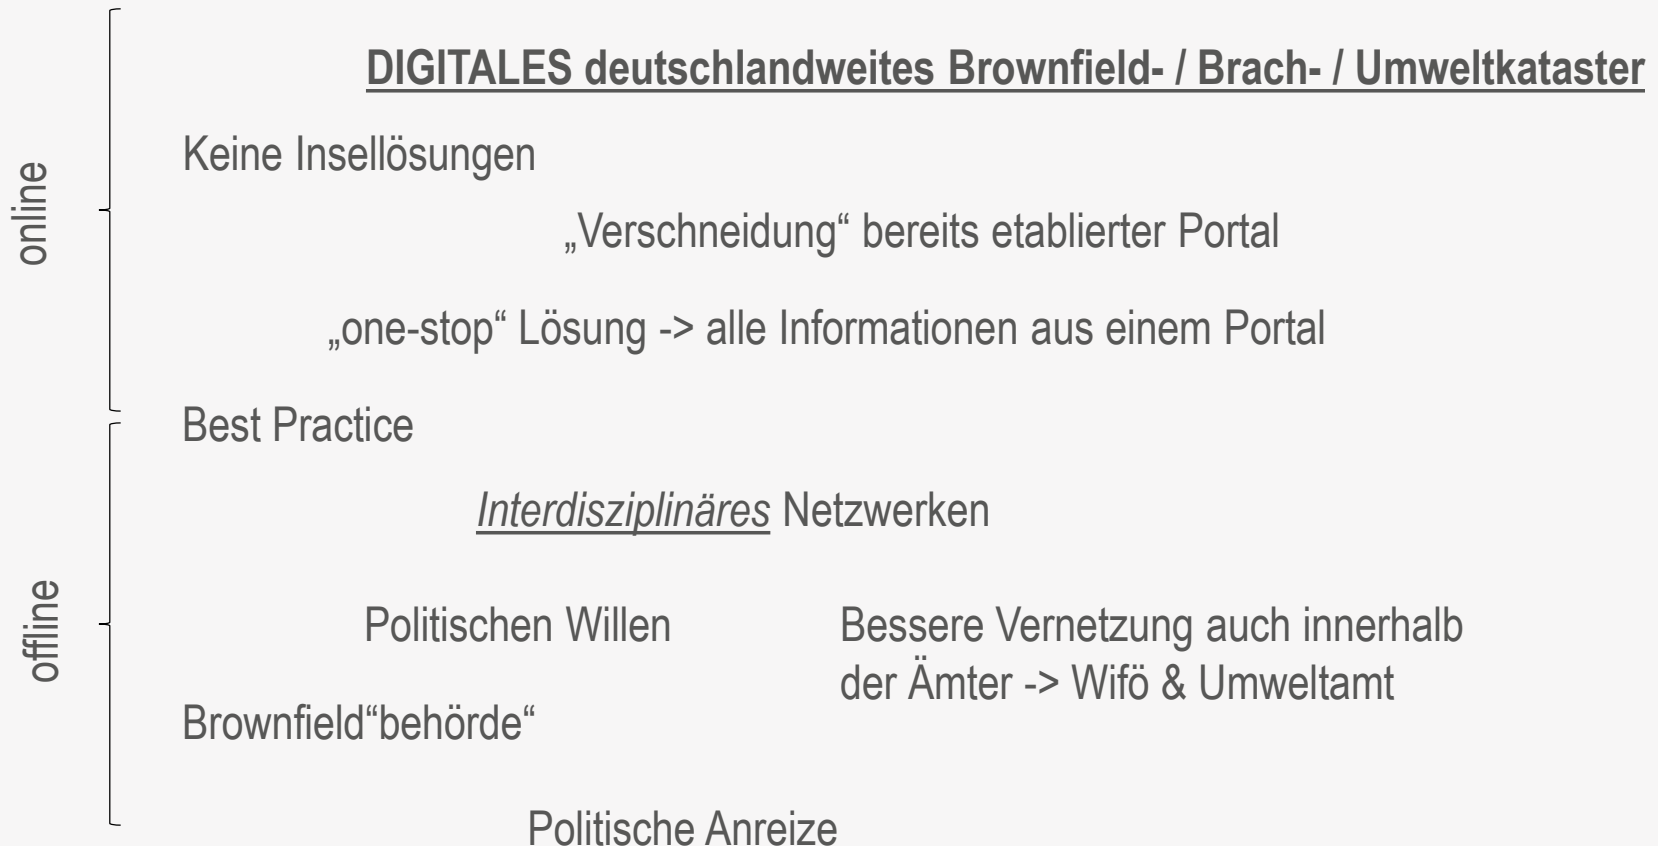 DIGITALES deutschlandweites Brownfield- / Brach- / Umweltkataster
online
Keine Insellösungen
„Verschneidung“ bereits etablierter Portal
„one-stop“ Lösung -> alle Informationen aus einem Portal
Best Practice
Interdisziplinäres Netzwerken
offline
Politischen Willen
Bessere Vernetzung auch innerhalb
der Ämter -> Wifö & Umweltamt
Brownfield“behörde“
Politische Anreize